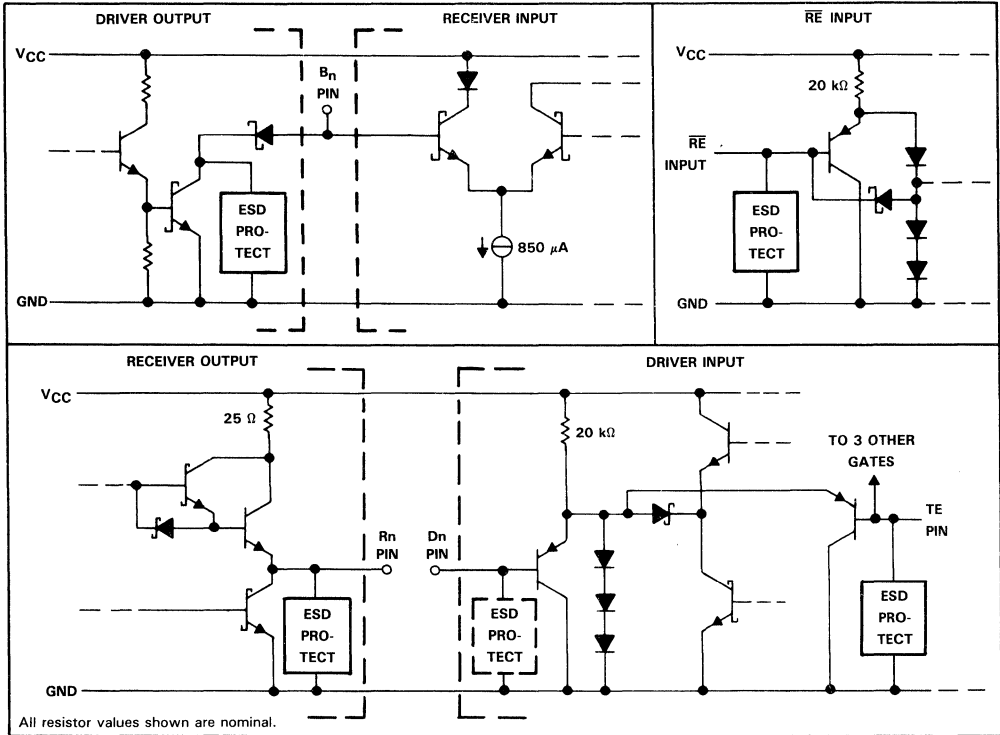 DRIVER OUTPUT
RECEIVER INPUT
VCC
Bn
PIN
ESD
PRO-
TECT
850 μA
GND
R̅E̅ INPUT
VCC
20 kΩ
R̅E̅
INPUT
ESD
PRO-
TECT
GND
RECEIVER OUTPUT
DRIVER INPUT
VCC
25 Ω
20 kΩ
TO 3 OTHER
GATES
TE
PIN
Rn
PIN
Dn
PIN
ESD
PRO-
TECT
ESD
PRO-
TECT
ESD
PRO-
TECT
GND
All resistor values shown are nominal.